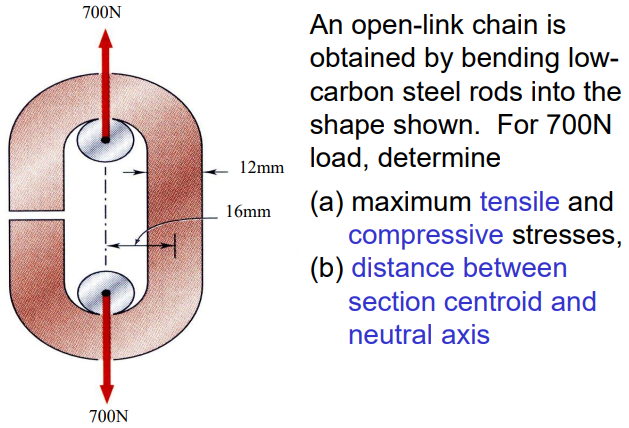 700N
12mm
16mm
700N
An open-link chain is
obtained by bending low-
carbon steel rods into the
shape shown.  For 700N
load, determine
(a) maximum tensile and
compressive stresses,
(b) distance between
section centroid and
neutral axis